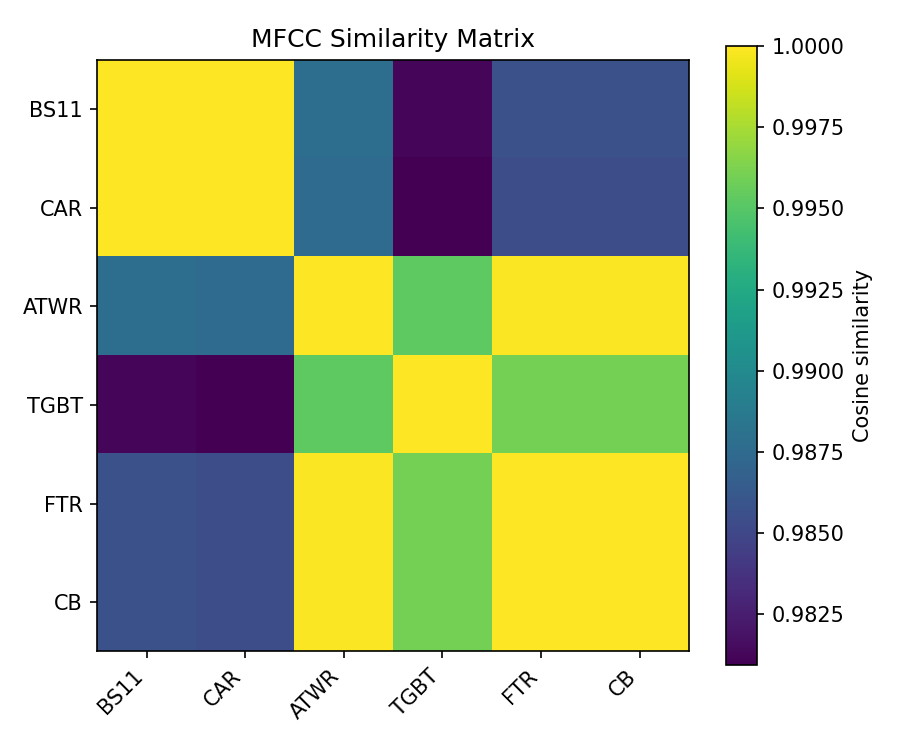 MFCC Similarity Matrix
BS11
CAR
ATWR
TGBT
FTR
CB
BS11
CAR
ATWR
TGBT
FTR
CB
1.0000
0.9975
0.9950
0.9925
0.9900
0.9875
0.9850
0.9825
Cosine similarity